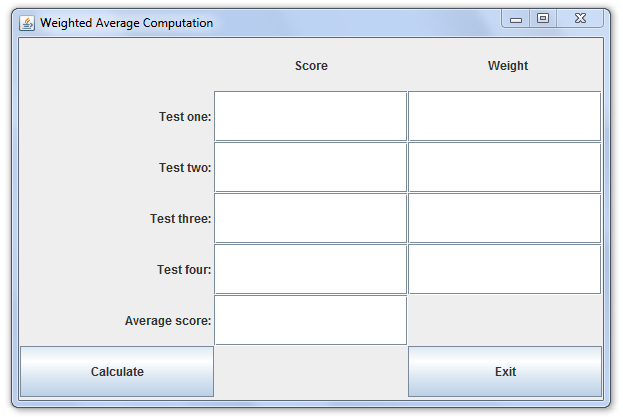 Weighted Average Computation
Score Weight
Test one:
Test two:
Test three:
Test four:
Average score:
Calculate Exit